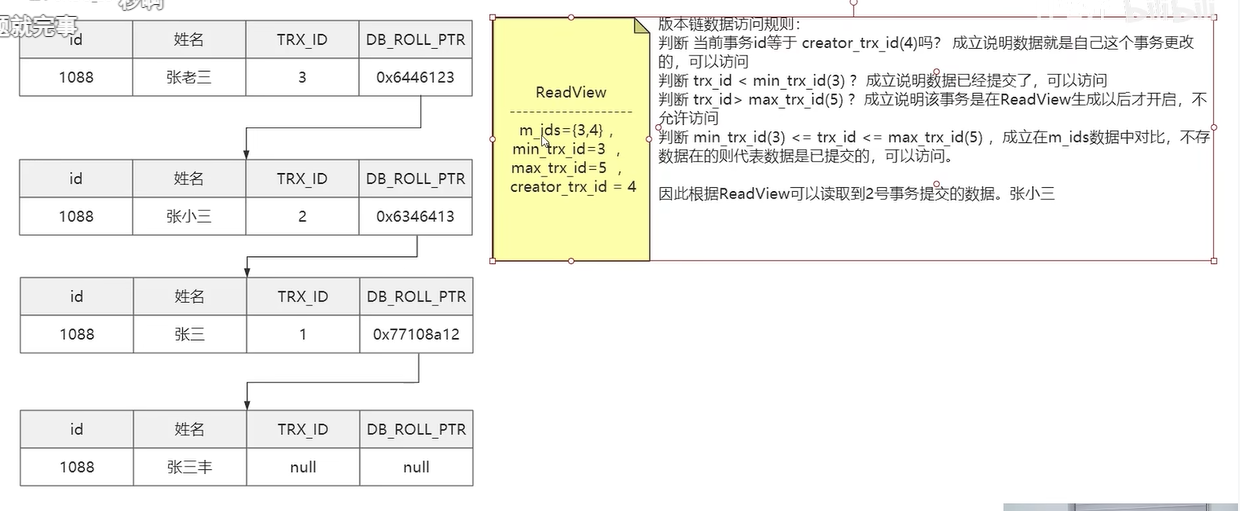 题就完事
id 姓名 TRX_ID DB_ROLL_PTR
1088 张老三 3 0x6446123
id 姓名 TRX_ID DB_ROLL_PTR
1088 张小三 2 0x6346413
id 姓名 TRX_ID DB_ROLL_PTR
1088 张三 1 0x77108a12
id 姓名 TRX_ID DB_ROLL_PTR
1088 张三丰 null null
ReadView
m_ids={3,4} ,
min_trx_id=3 ,
max_trx_id=5 ,
creator_trx_id = 4
bilibili
版本链数据访问规则：
判断 当前事务id等于 creator_trx_id(4)吗？ 成立说明数据就是自己这个事务更改
的，可以访问
判断 trx_id < min_trx_id(3) ？成立说明数据已经提交了，可以访问
判断 trx_id> max_trx_id(5) ？成立说明该事务是在ReadView生成以后才开启，不
允许访问
判断 min_trx_id(3) <= trx_id <= max_trx_id(5) ，成立在m_ids数据中对比，不存
数据在的则代表数据是已提交的，可以访问。
因此根据ReadView可以读取到2号事务提交的数据。张小三